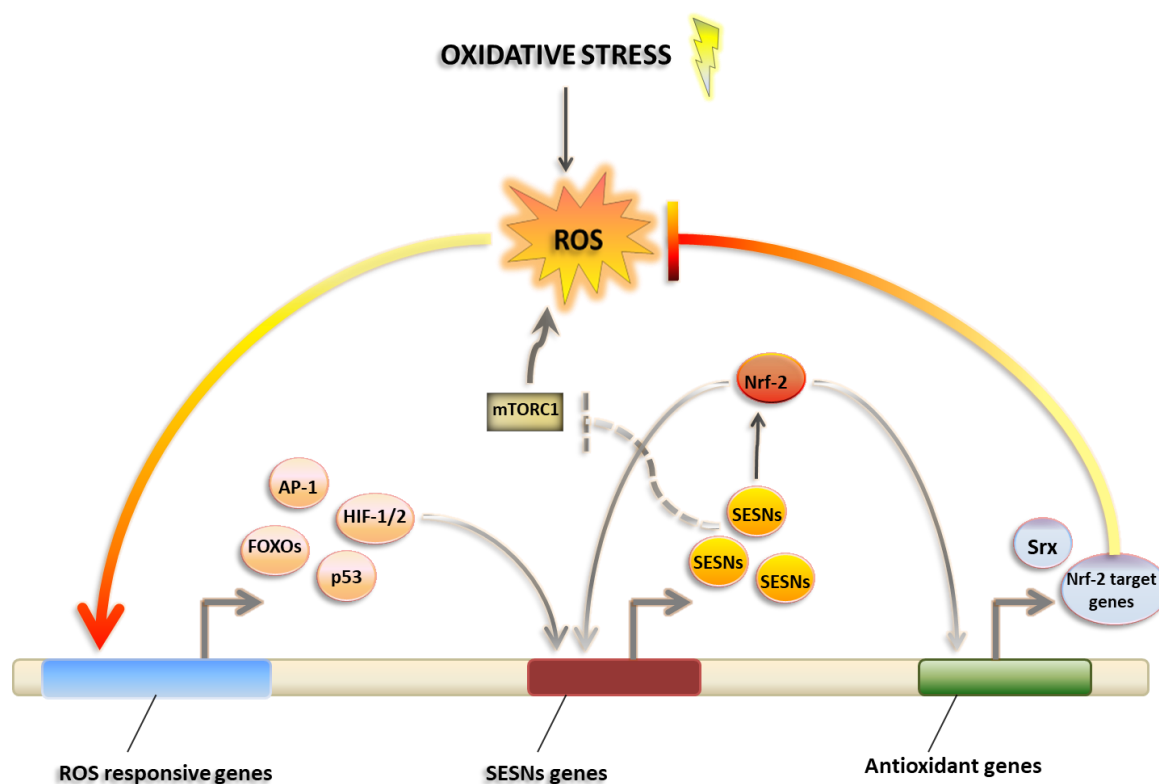 OXIDATIVE STRESS
ROS
Nrf-2
mTORC1
AP-1
HIF-1/2
FOXOs
p53
SESNs
SESNs
SESNs
Srx
Nrf-2 target
genes
ROS responsive genes
SESNs genes
Antioxidant genes